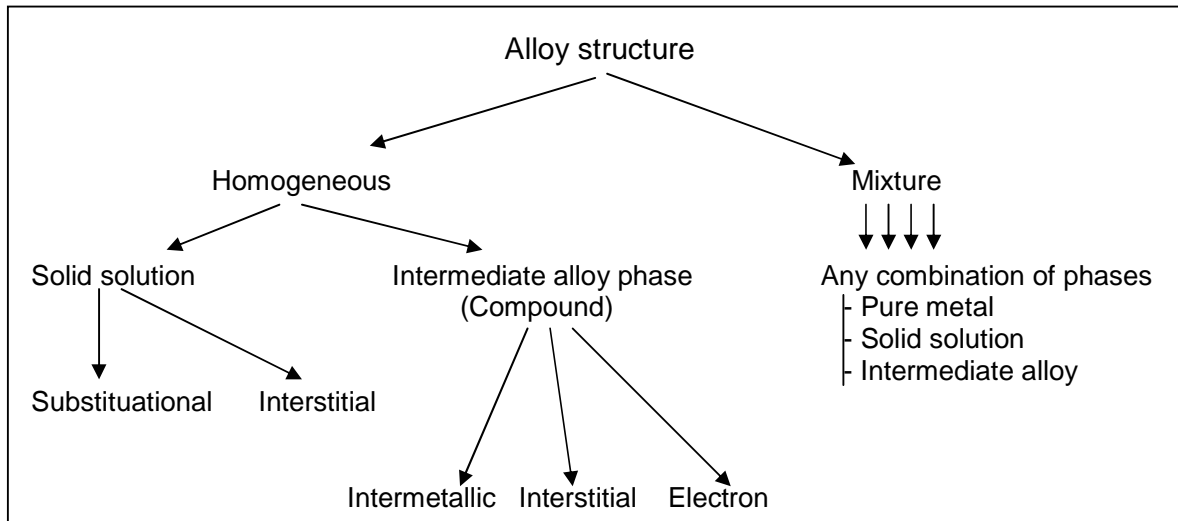 Alloy structure
Homogeneous
Mixture
Solid solution
Intermediate alloy phase
(Compound)
Any combination of phases
- Pure metal
- Solid solution
- Intermediate alloy
Substituational
Interstitial
Intermetallic
Interstitial
Electron